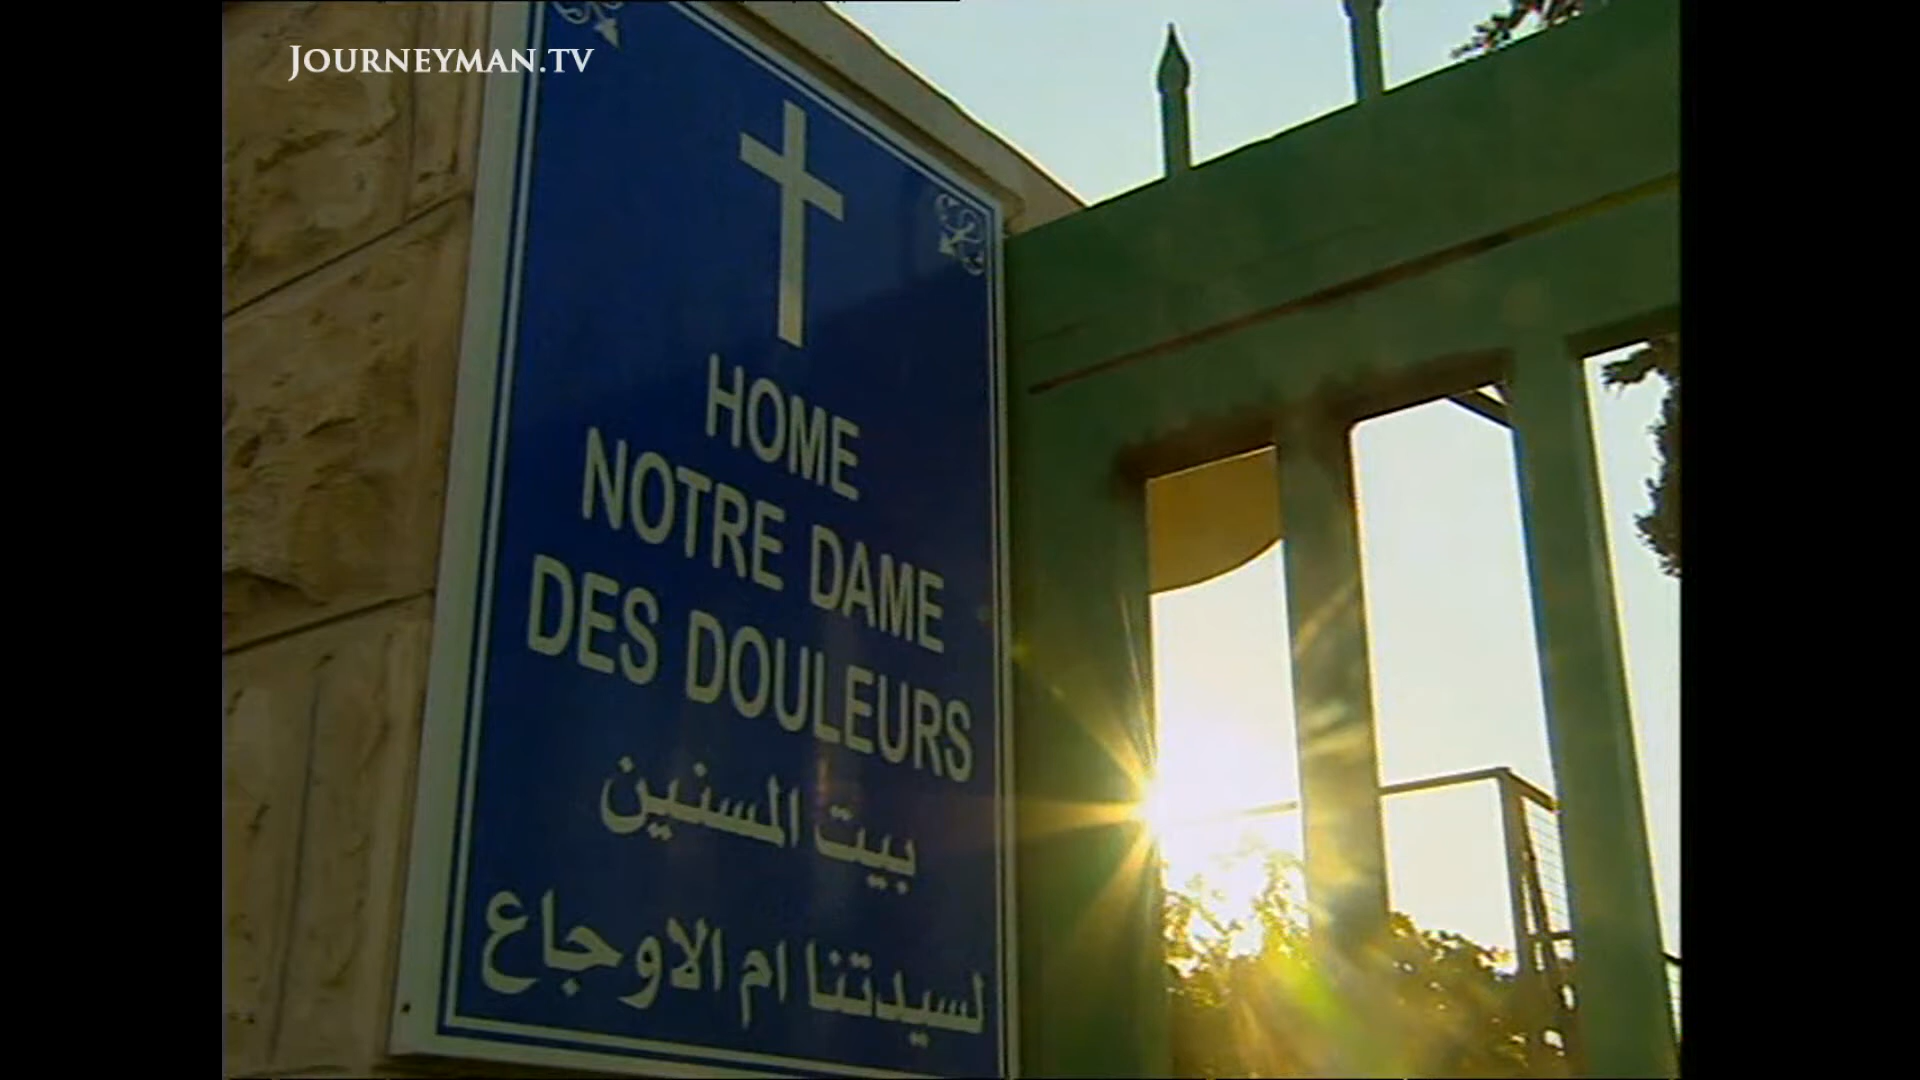 JOURNEYMAN.TV
HOME
NOTRE DAME
DES DOULEURS
بيت المسنين
لسيدتنا ام الاوجاع